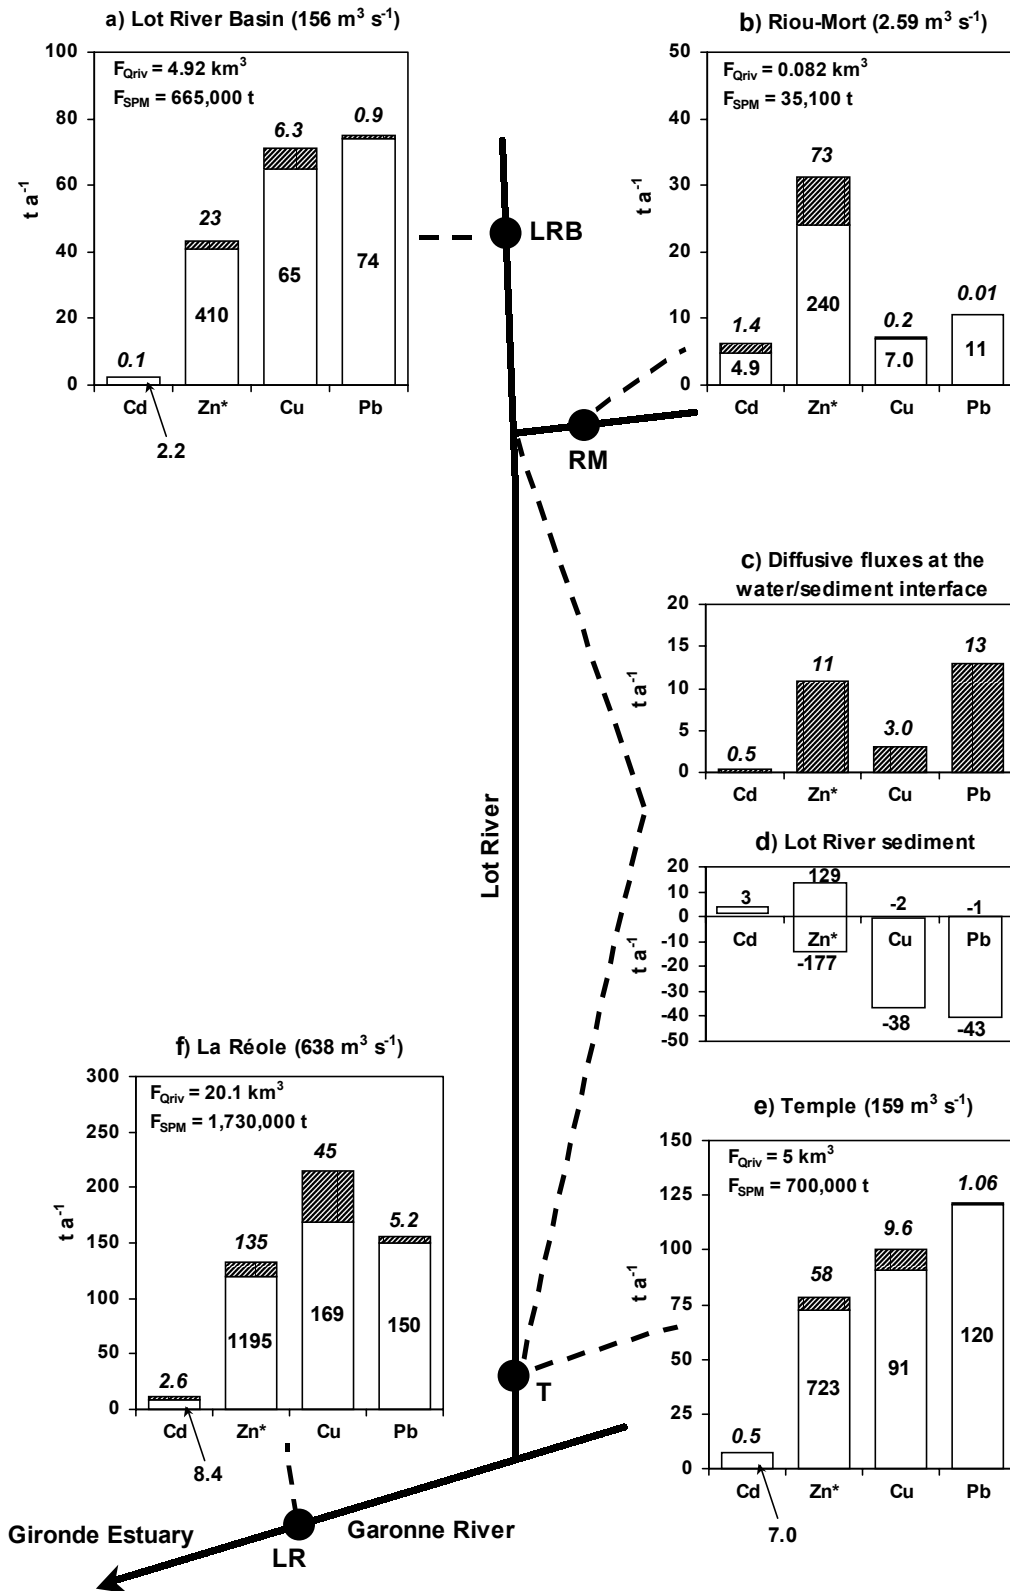 a) Lot River Basin (156 m³ s⁻¹)
100
80
60
40
20
0
t a⁻¹
F_Qriv = 4.92 km³
F_SPM = 665,000 t
0.1
23
6.3
0.9
410
65
74
Cd Zn* Cu Pb
2.2
b) Riou-Mort (2.59 m³ s⁻¹)
50
40
30
20
10
0
t a⁻¹
F_Qriv = 0.082 km³
F_SPM = 35,100 t
1.4
73
0.2
0.01
4.9
240
7.0
11
Cd Zn* Cu Pb
LRB
RM
c) Diffusive fluxes at the
water/sediment interface
20
15
10
5
0
t a⁻¹
0.5
11
3.0
13
Cd Zn* Cu Pb
Lot River
d) Lot River sediment
20
10
0
-10
-20
-30
-40
-50
t a⁻¹
3
129
-2
-1
Cd Zn* Cu Pb
-177
-38
-43
e) Temple (159 m³ s⁻¹)
150
125
100
75
50
25
0
t a⁻¹
F_Qriv = 5 km³
F_SPM = 700,000 t
0.5
58
9.6
1.06
723
91
120
Cd Zn* Cu Pb
7.0
f) La Réole (638 m³ s⁻¹)
300
250
200
150
100
50
0
t a⁻¹
F_Qriv = 20.1 km³
F_SPM = 1,730,000 t
2.6
135
45
5.2
1195
169
150
Cd Zn* Cu Pb
8.4
T
Gironde Estuary
Garonne River
LR